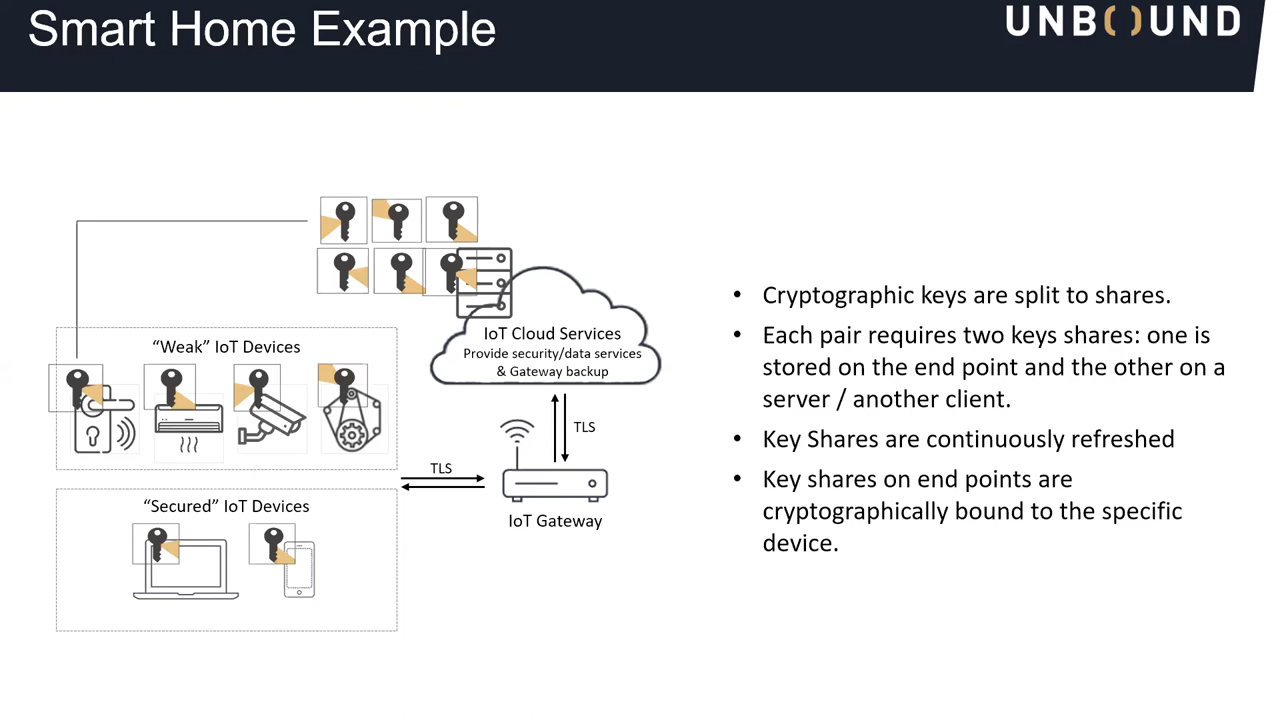 Smart Home Example
UNBOUND
"Weak" IoT Devices
"Secured" IoT Devices
TLS
IoT Cloud Services
Provide security/data services
& Gateway backup
TLS
IoT Gateway
• Cryptographic keys are split to shares.
• Each pair requires two keys shares: one is
stored on the end point and the other on a
server / another client.
• Key Shares are continuously refreshed
• Key shares on end points are
cryptographically bound to the specific
device.